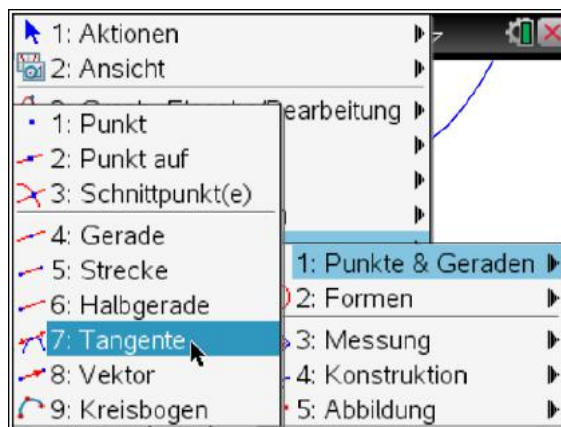 1: Aktionen
2: Ansicht
earbeitung
1: Punkt
2: Punkt auf
3: Schnittpunkt(e)
4: Gerade
5: Strecke
6: Halbgerade
7: Tangente
8: Vektor
9: Kreisbogen
1: Punkte & Geraden
2: Formen
3: Messung
4: Konstruktion
5: Abbildung